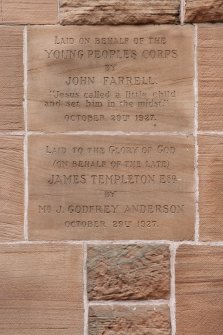 LAID ON BEHALF OF THE
YOUNG PEOPLE'S CORPS
BY
JOHN FARRELL.
"Jesus called a little child
and set him in the midst."
OCTOBER 29TH 1927.
LAID TO THE GLORY OF GOD
(ON BEHALF OF THE LATE)
JAMES TEMPLETON ESQ.
BY
MR J. GODFREY ANDERSON
OCTOBER 29TH 1927.